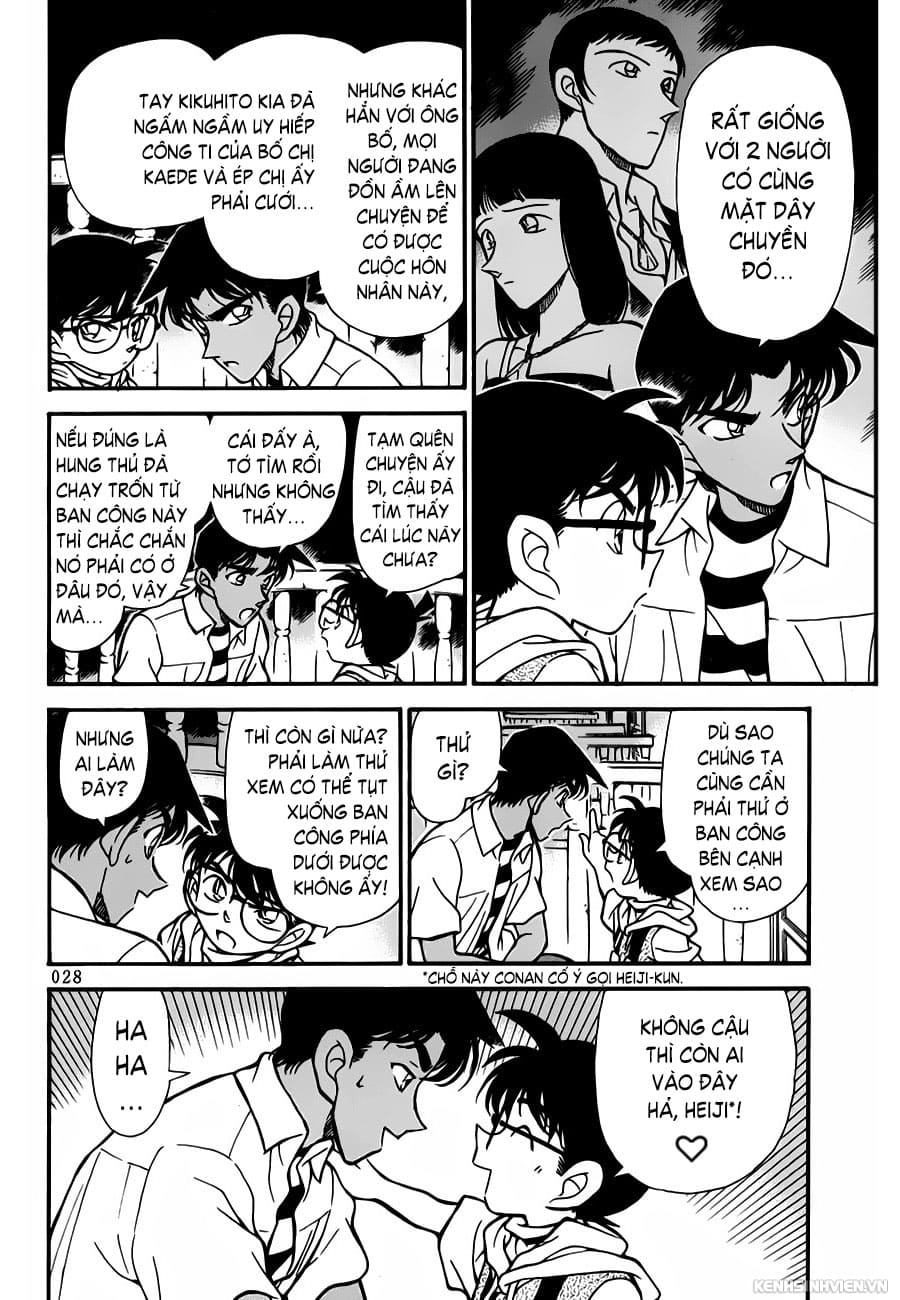 RẤT GIỐNG
VỚI 2 NGƯỜI
CÓ CÙNG
MẶT DÂY
CHUYỀN
ĐÓ...
NHƯNG KHÁC
HẲN VỚI ÔNG
BỐ, MỌI
NGƯỜI ĐANG
ĐỒN ẦM LÊN
CHUYỆN ĐỂ
CÓ ĐƯỢC
CUỘC HÔN
NHÂN NÀY,
TAY KIKUHITO KIA ĐÃ
NGẤM NGẦM UY HIẾP
CÔNG TI CỦA BỐ CHỊ
KAEDE VÀ ÉP CHỊ ẤY
PHẢI CƯỚI...
TẠM QUÊN
CHUYỆN ẤY
ĐI, CẬU ĐÃ
TÌM THẤY
CÁI LÚC NÃY
CHƯA?
CÁI ĐẤY À,
TỚ TÌM RỒI
NHƯNG KHÔNG
THẤY...
NẾU ĐÚNG LÀ
HUNG THỦ ĐÃ
CHẠY TRỐN TỪ
BAN CÔNG NÀY
THÌ CHẮC CHẮN
NÓ PHẢI CÓ Ở
ĐÂU ĐÓ, VẬY
MÀ...
DÙ SAO
CHÚNG TA
CŨNG CẦN
PHẢI THỬ Ở
BAN CÔNG
BÊN CẠNH
XEM SAO
...
THỬ
GÌ?
THÌ CÒN GÌ NỮA?
PHẢI LÀM THỬ
XEM CÓ THỂ TỤT
XUỐNG BAN
CÔNG PHÍA
DƯỚI ĐƯỢC
KHÔNG ẤY!
NHƯNG
AI LÀM
ĐÂY?
028
*CHỖ NÀY CONAN CỐ Ý GỌI HEIJI-KUN.
KHÔNG CẬU
THÌ CÒN AI
VÀO ĐÂY
HẢ, HEIJI*!
♡
HA
HA
...
KENHSINHVIEN.VN